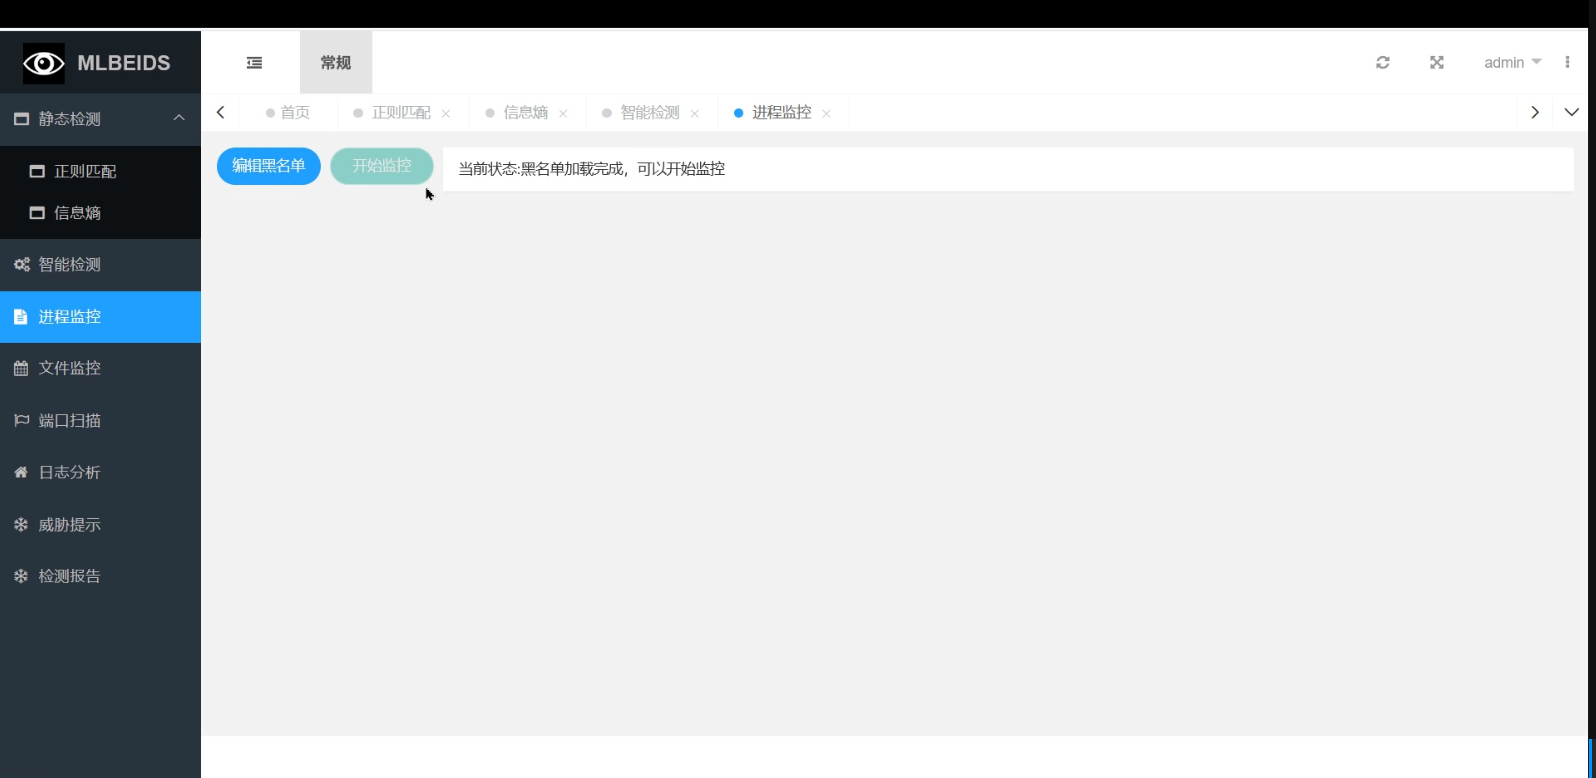 MLBEIDS
常规
admin
静态检测
正则匹配
信息熵
智能检测
进程监控
文件监控
端口扫描
日志分析
威胁提示
检测报告
首页
正则匹配
信息熵
智能检测
进程监控
编辑黑名单
开始监控
当前状态:黑名单加载完成，可以开始监控